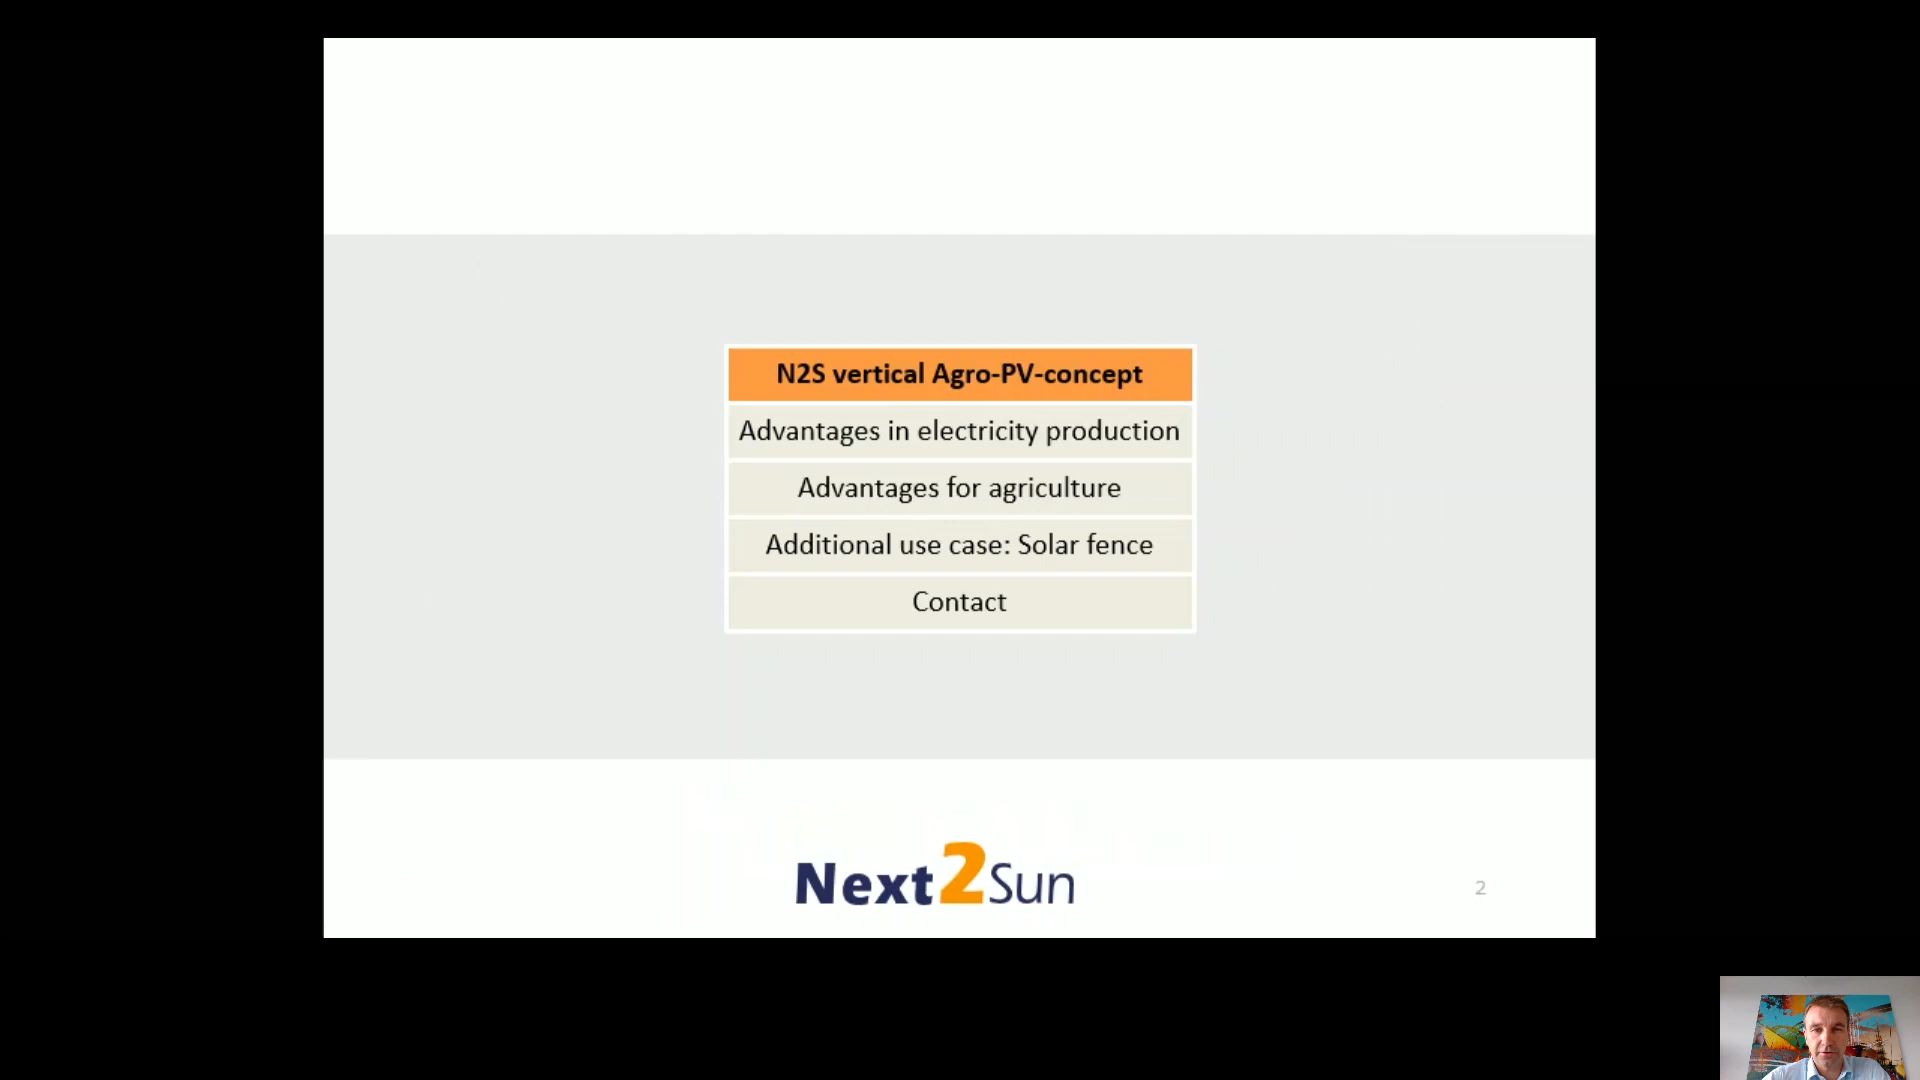 N2S vertical Agro-PV-concept
Advantages in electricity production
Advantages for agriculture
Additional use case: Solar fence
Contact
Next2Sun
2